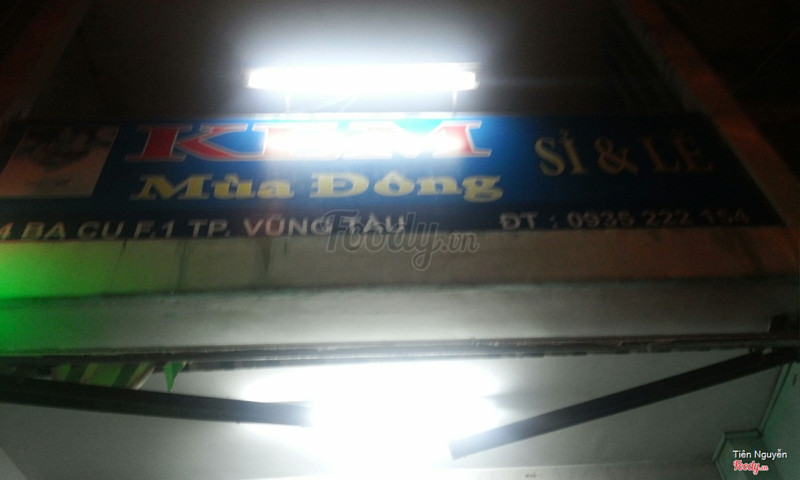 KEM
Mùa Đông
SỈ & LẺ
4 BA CU F.1 TP. VŨNG TÀU ĐT : 0935 222 154
Foody.vn
Tiên Nguyễn
Foody.vn